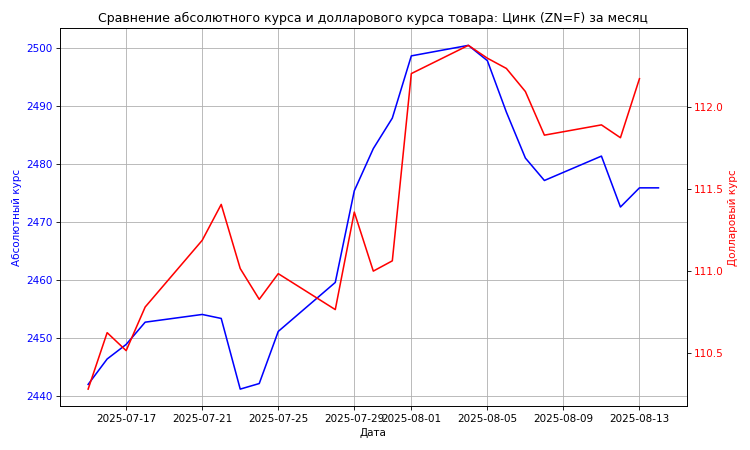 Сравнение абсолютного курса и долларового курса товара: Цинк (ZN=F) за месяц
2500
2490
2480
2470
2460
2450
2440
Абсолютный курс
112.0
111.5
111.0
110.5
Долларовый курс
2025-07-17 2025-07-21 2025-07-25 2025-07-29 2025-08-01 2025-08-05 2025-08-09 2025-08-13
Дата